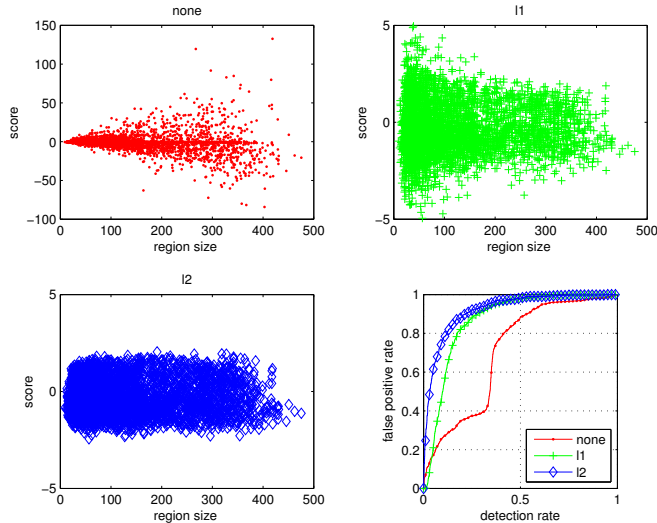 none
150
100
50
0
−50
−100
score
0
100
200
300
400
500
region size
l1
5
0
−5
score
0
100
200
300
400
500
region size
l2
5
0
−5
score
0
100
200
300
400
500
region size
1
0.8
0.6
0.4
0.2
0
false positive rate
0
0.5
1
detection rate
none
l1
l2